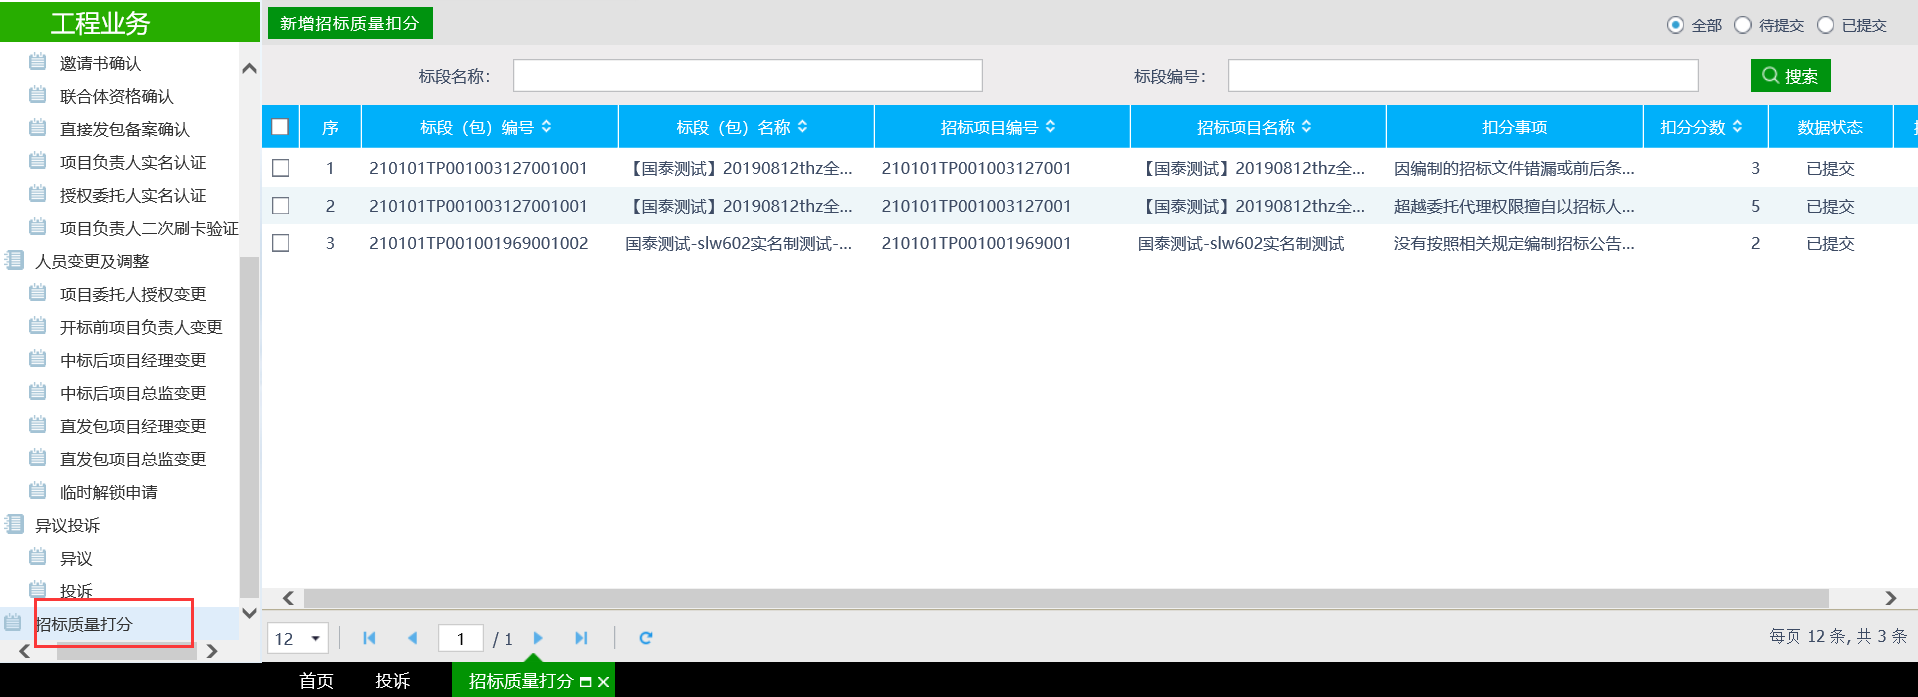 工程业务
邀请书确认
联合体资格确认
直接发包备案确认
项目负责人实名认证
授权委托人实名认证
项目负责人二次刷卡验证
人员变更及调整
项目委托人授权变更
开标前项目负责人变更
中标后项目经理变更
中标后项目总监变更
直发包项目经理变更
直发包项目总监变更
临时解锁申请
异议投诉
异议
投诉
招标质量打分
新增招标质量扣分
全部 待提交 已提交
标段名称: 标段编号: 搜索
序 标段（包）编号 标段（包）名称 招标项目编号 招标项目名称 扣分事项 扣分分数 数据状态
1 210101TP001003127001001 【国泰测试】20190812thz全... 210101TP001003127001 【国泰测试】20190812thz全... 因编制的招标文件错漏或前后条... 3 已提交
2 210101TP001003127001001 【国泰测试】20190812thz全... 210101TP001003127001 【国泰测试】20190812thz全... 超越委托代理权限擅自以招标人... 5 已提交
3 210101TP001001969001002 国泰测试-slw602实名制测试-... 210101TP001001969001 国泰测试-slw602实名制测试 没有按照相关规定编制招标公告... 2 已提交
12 1 / 1 每页 12 条, 共 3 条
首页 投诉 招标质量打分